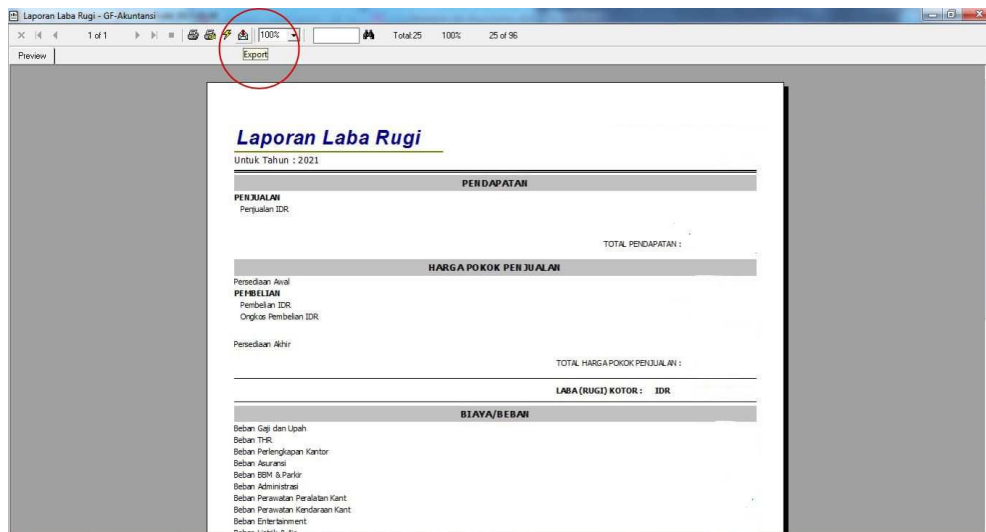 Laporan Laba Rugi - GF-Akuntansi
1 of 1 100% Total:25 100% 25 of 96
Preview Export
Laporan Laba Rugi
Untuk Tahun : 2021
PENDAPATAN
PENJUALAN
Penjualan IDR
TOTAL PENDAPATAN :
HARGA POKOK PENJUALAN
Persediaan Awal
PEMBELIAN
Pembelian IDR
Ongkos Pembelian IDR
Persediaan Akhir
TOTAL HARGA POKOK PENJUALAN :
LABA (RUGI) KOTOR : IDR
BIAYA/BEBAN
Beban Gaji dan Upah
Beban THR
Beban Perlengkapan Kantor
Beban Asuransi
Beban BBM & Parkir
Beban Administrasi
Beban Perawatan Peralatan Kant
Beban Perawatan Kendaraan Kant
Beban Entertainment